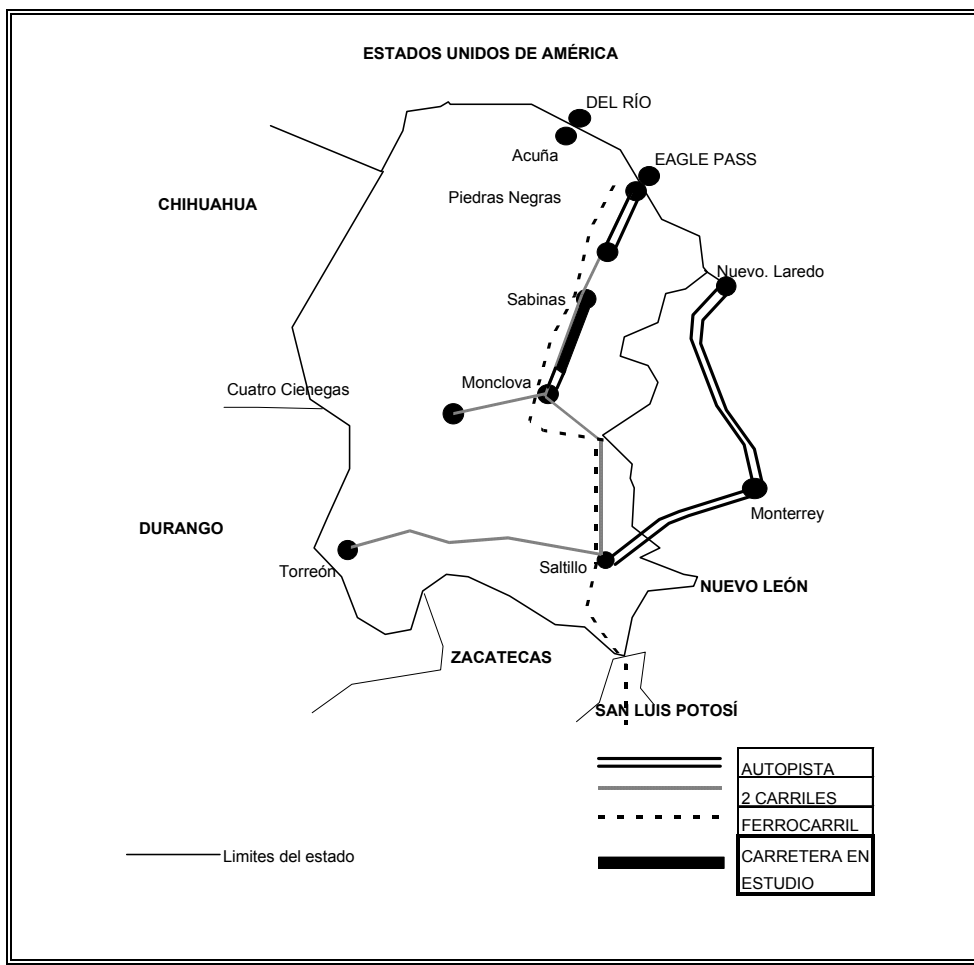 ESTADOS UNIDOS DE AMÉRICA
DEL RÍO
Acuña
EAGLE PASS
Piedras Negras
CHIHUAHUA
Nuevo. Laredo
Sabinas
Monclova
Cuatro Cienegas
Monterrey
DURANGO
Torreón
Saltillo
NUEVO LEÓN
ZACATECAS
SAN LUIS POTOSÍ
AUTOPISTA
2 CARRILES
FERROCARRIL
Limites del estado
CARRETERA EN
ESTUDIO